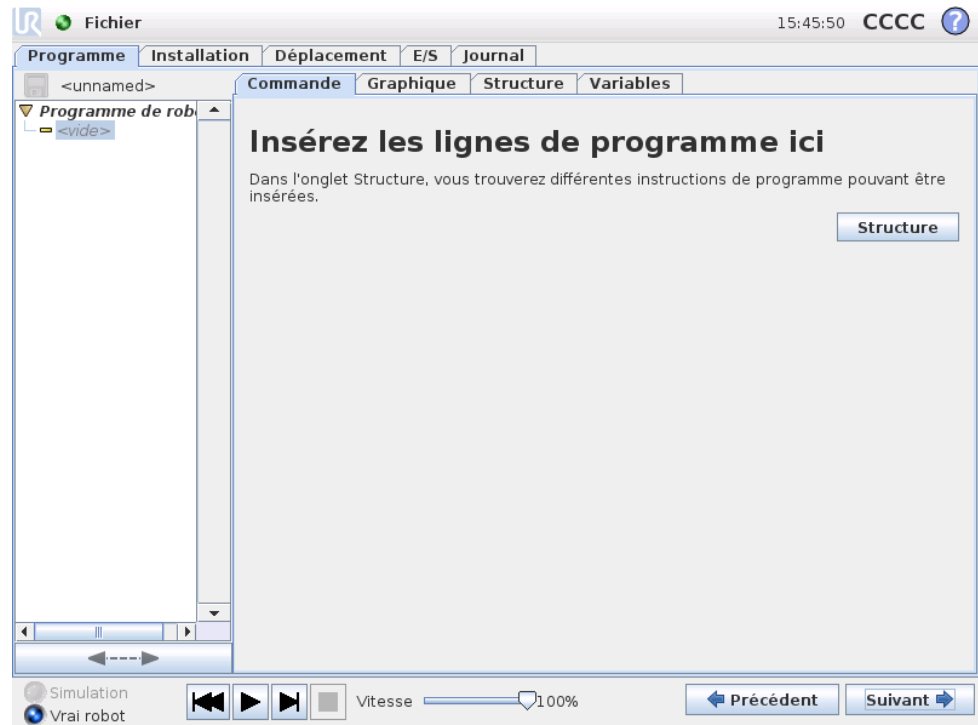 UR Fichier 15:45:50 CCCC ?
Programme Installation Déplacement E/S Journal
<unnamed>
Commande Graphique Structure Variables
Programme de rob
<vide>
Insérez les lignes de programme ici
Dans l'onglet Structure, vous trouverez différentes instructions de programme pouvant être
insérées.
Structure
Simulation
Vrai robot
Vitesse 100%
Précédent Suivant